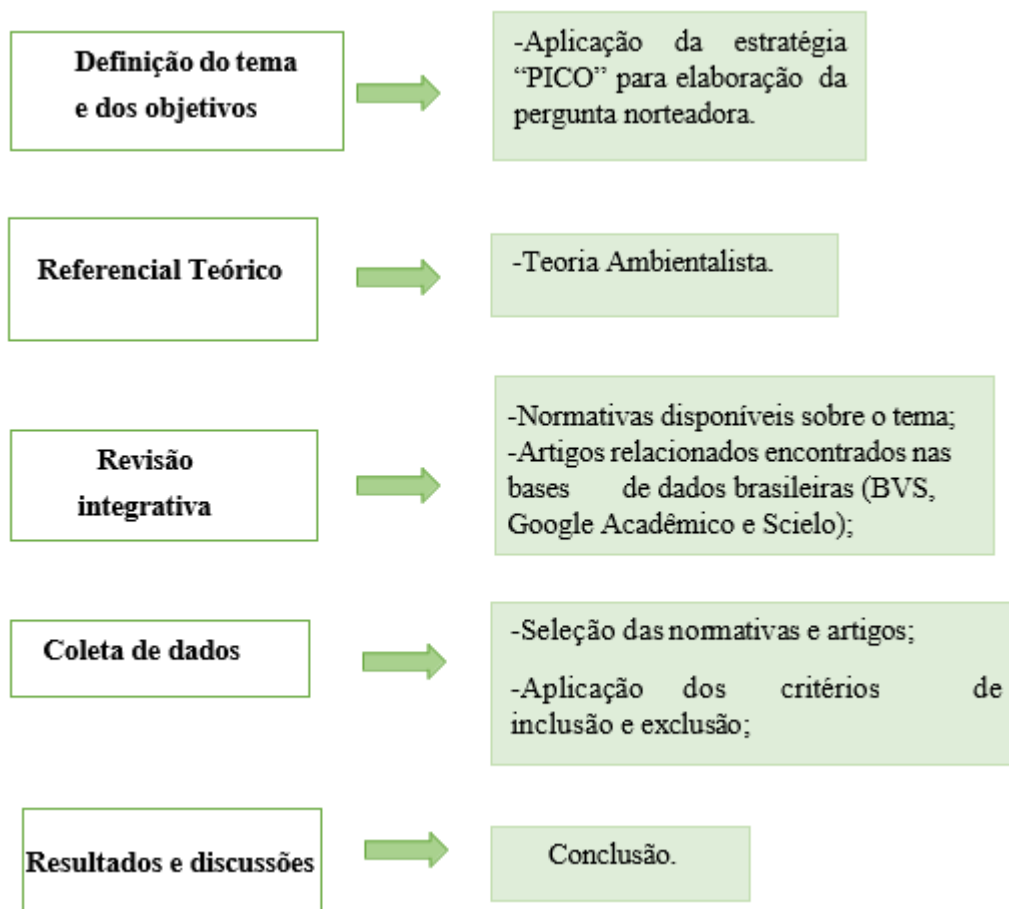 Definição do tema
e dos objetivos
-Aplicação da estratégia
“PICO” para elaboração da
pergunta norteadora.
Referencial Teórico
-Teoria Ambientalista.
Revisão
integrativa
-Normativas disponíveis sobre o tema;
-Artigos relacionados encontrados nas
bases de dados brasileiras (BVS,
Google Acadêmico e Scielo);
Coleta de dados
-Seleção das normativas e artigos;
-Aplicação dos critérios de
inclusão e exclusão;
Resultados e discussões
Conclusão.